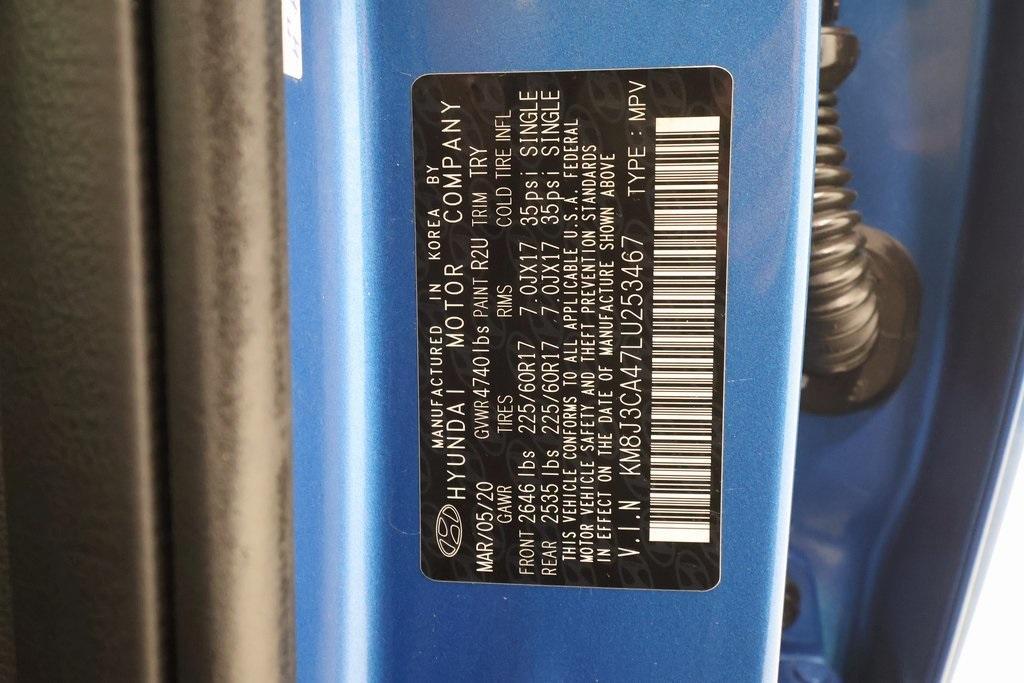 MANUFACTURED IN KOREA BY
HYUNDAI MOTOR COMPANY
MAR/05/20 GVWR 4740 lbs PAINT R2U TRIM TRY
GAWR TIRES RIMS COLD TIRE INFL
FRONT 2646 lbs 225/60R17 7.0JX17 35psi SINGLE
REAR 2535 lbs 225/60R17 7.0JX17 35psi SINGLE
THIS VEHICLE CONFORMS TO ALL APPLICABLE U.S.A. FEDERAL
MOTOR VEHICLE SAFETY AND THEFT PREVENTION STANDARDS
IN EFFECT ON THE DATE OF MANUFACTURE SHOWN ABOVE
V.I.N KM8J3CA47LU253467 TYPE : MPV